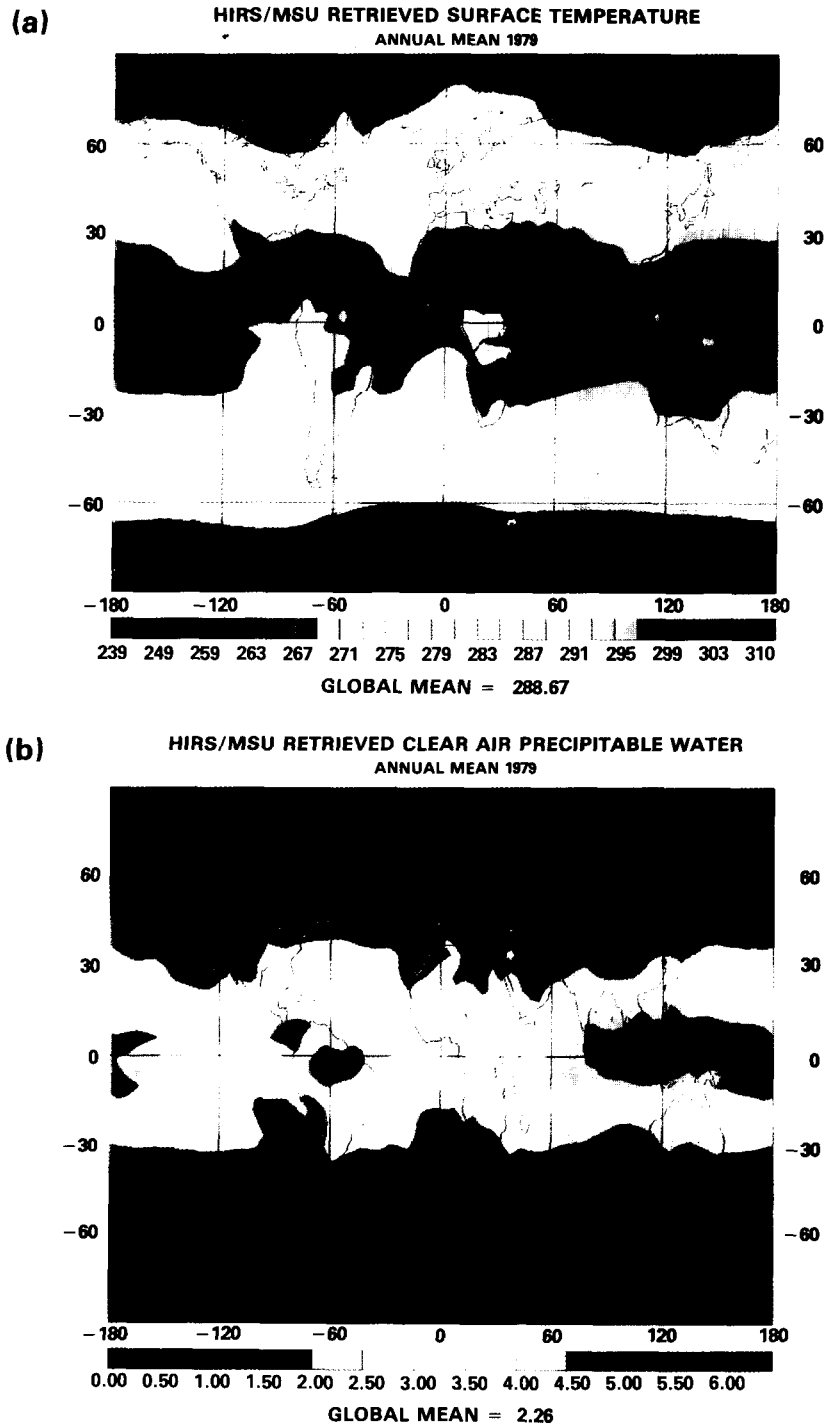 (a)
HIRS/MSU RETRIEVED SURFACE TEMPERATURE
ANNUAL MEAN 1979
60 60
30 30
0 0
−30 −30
−60 −60
−180 −120 −60 0 60 120 180
239 249 259 263 267 271 275 279 283 287 291 295 299 303 310
GLOBAL MEAN = 288.67
(b)
HIRS/MSU RETRIEVED CLEAR AIR PRECIPITABLE WATER
ANNUAL MEAN 1979
60 60
30 30
0 0
−30 −30
−60 −60
−180 −120 −60 0 60 120 180
0.00 0.50 1.00 1.50 2.00 2.50 3.00 3.50 4.00 4.50 5.00 5.50 6.00
GLOBAL MEAN = 2.26